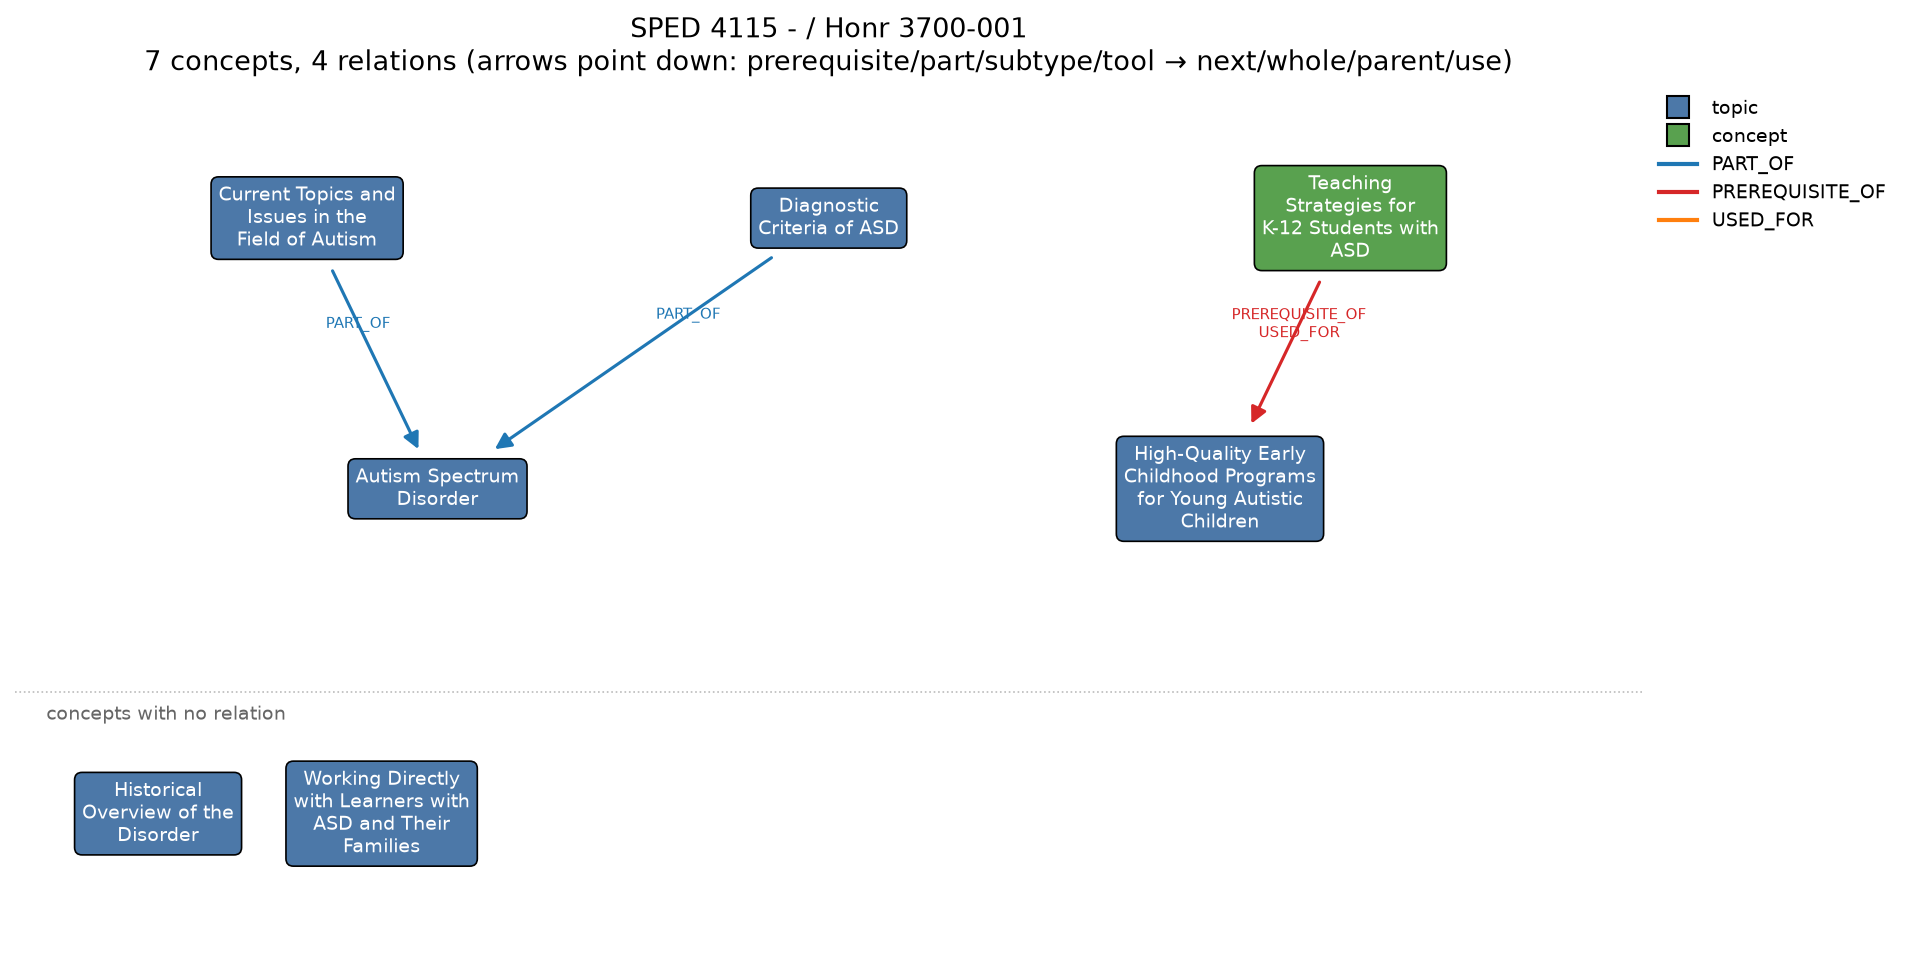 SPED 4115 - / Honr 3700-001
7 concepts, 4 relations (arrows point down: prerequisite/part/subtype/tool → next/whole/parent/use)
topic
concept
PART_OF
PREREQUISITE_OF
USED_FOR
Current Topics and
Issues in the
Field of Autism
Diagnostic
Criteria of ASD
Teaching
Strategies for
K-12 Students with
ASD
PART_OF
PART_OF
PREREQUISITE_OF
USED_FOR
Autism Spectrum
Disorder
High-Quality Early
Childhood Programs
for Young Autistic
Children
concepts with no relation
Historical
Overview of the
Disorder
Working Directly
with Learners with
ASD and Their
Families